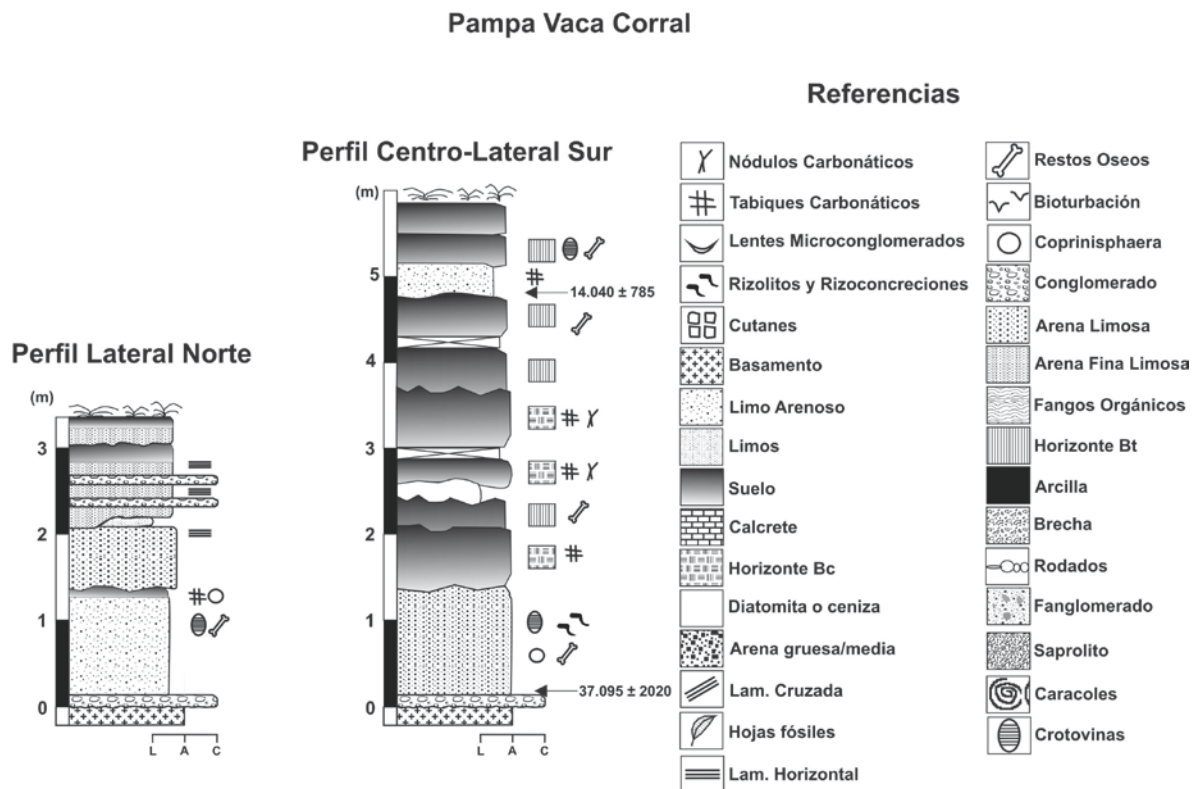 Pampa Vaca Corral
Perfil Lateral Norte
(m)
3
2
1
0
L A C
Perfil Centro-Lateral Sur
(m)
5
14.040 ± 785
4
3
2
1
37.095 ± 2020
0
L A C
Referencias
Nódulos Carbonáticos
Tabiques Carbonáticos
Lentes Microconglomerados
Rizolitos y Rizoconcreciones
Cutanes
Basamento
Limo Arenoso
Limos
Suelo
Calcrete
Horizonte Bc
Diatomita o ceniza
Arena gruesa/media
Lam. Cruzada
Hojas fósiles
Lam. Horizontal
Restos Oseos
Bioturbación
Coprinisphaera
Conglomerado
Arena Limosa
Arena Fina Limosa
Fangos Orgánicos
Horizonte Bt
Arcilla
Brecha
Rodados
Fanglomerado
Saprolito
Caracoles
Crotovinas